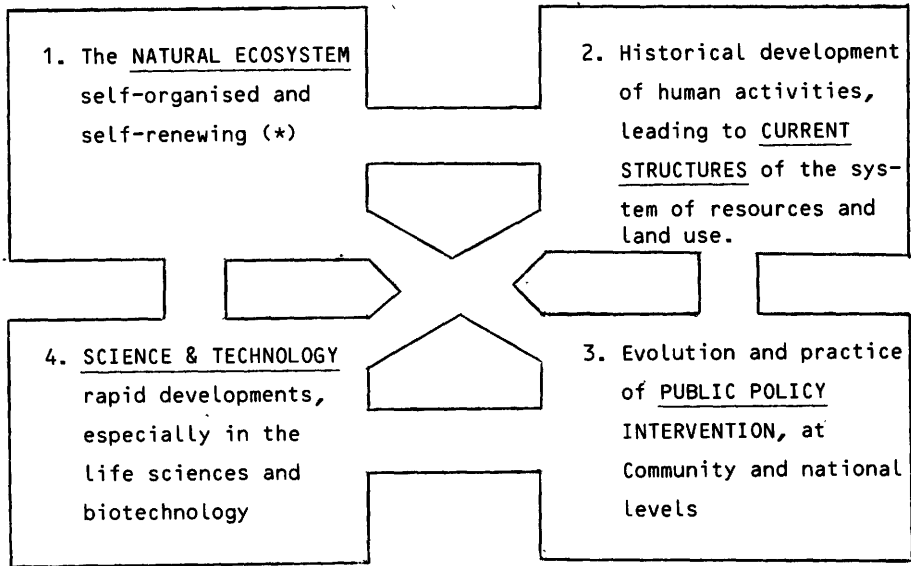 1. The NATURAL ECOSYSTEM
self-organised and
self-renewing (*)
2. Historical development
of human activities,
leading to CURRENT
STRUCTURES of the sys-
tem of resources and
land use.
4. SCIENCE & TECHNOLOGY
rapid developments,
especially in the
life sciences and
biotechnology
3. Evolution and practice
of PUBLIC POLICY
INTERVENTION, at
Community and national
levels